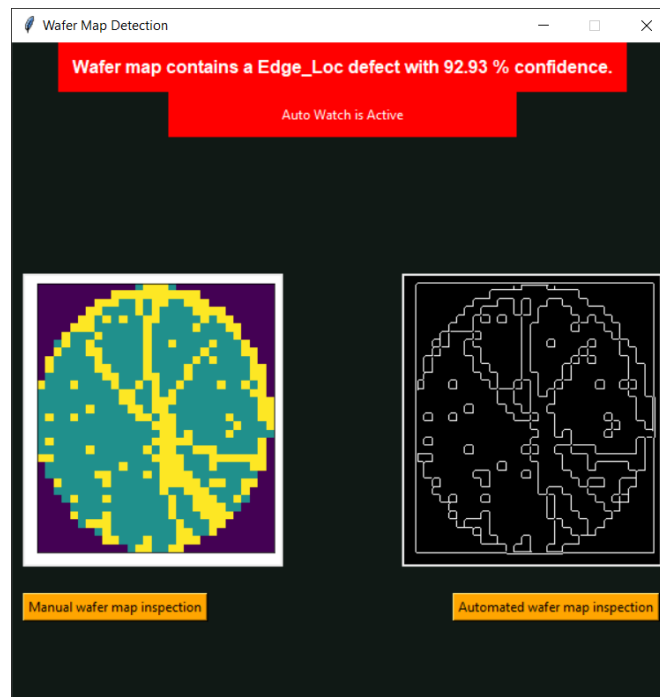 Wafer Map Detection
Wafer map contains a Edge_Loc defect with 92.93 % confidence.
Auto Watch is Active
Manual wafer map inspection
Automated wafer map inspection